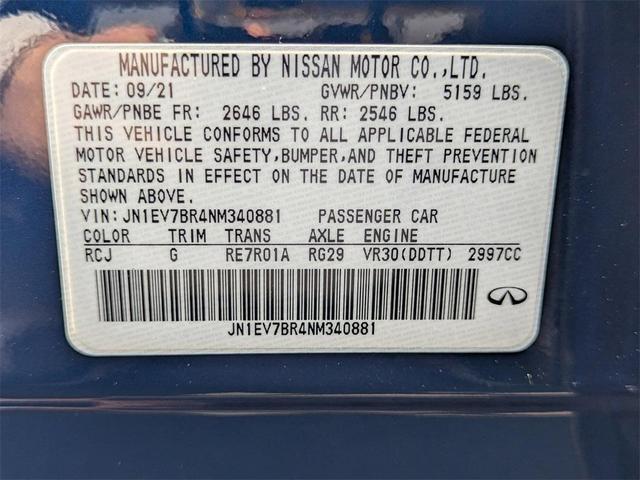 MANUFACTURED BY NISSAN MOTOR CO.,LTD.
DATE: 09/21 GVWR/PNBV: 5159 LBS.
GAWR/PNBE FR: 2646 LBS. RR: 2546 LBS.
THIS VEHICLE CONFORMS TO ALL APPLICABLE FEDERAL
MOTOR VEHICLE SAFETY,BUMPER,AND THEFT PREVENTION
STANDARDS IN EFFECT ON THE DATE OF MANUFACTURE
SHOWN ABOVE.
VIN: JN1EV7BR4NM340881 PASSENGER CAR
COLOR TRIM TRANS AXLE ENGINE
RCJ G RE7R01A RG29 VR30(DDTT) 2997CC
JN1EV7BR4NM340881